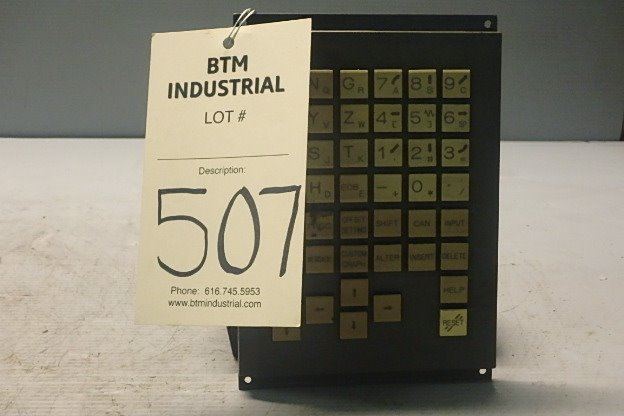 BTM
INDUSTRIAL
LOT #
Description:
507
Phone: 616.745.5953
www.btmindustrial.com
N Q G R 7 A 8 B 9 C
Y V Z W 4 5 6
S J T K 1 2 3
H D EOB E - + 0 .
OFFSET SETTING SHIFT CAN INPUT
CUSTOM GRAPH ALTER INSERT DELETE
← ↑ → HELP
↓ RESET